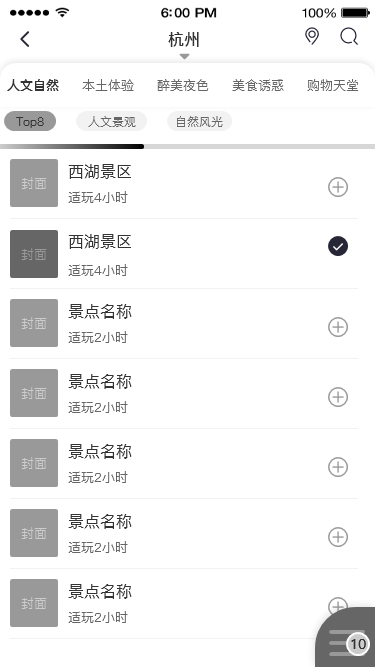 6:00 PM 100%
杭州
人文自然 本土体验 醉美夜色 美食诱惑 购物天堂
Top8 人文景观 自然风光
封面 西湖景区
适玩4小时
封面 西湖景区
适玩4小时
封面 景点名称
适玩2小时
封面 景点名称
适玩2小时
封面 景点名称
适玩2小时
封面 景点名称
适玩2小时
封面 景点名称
适玩2小时
10